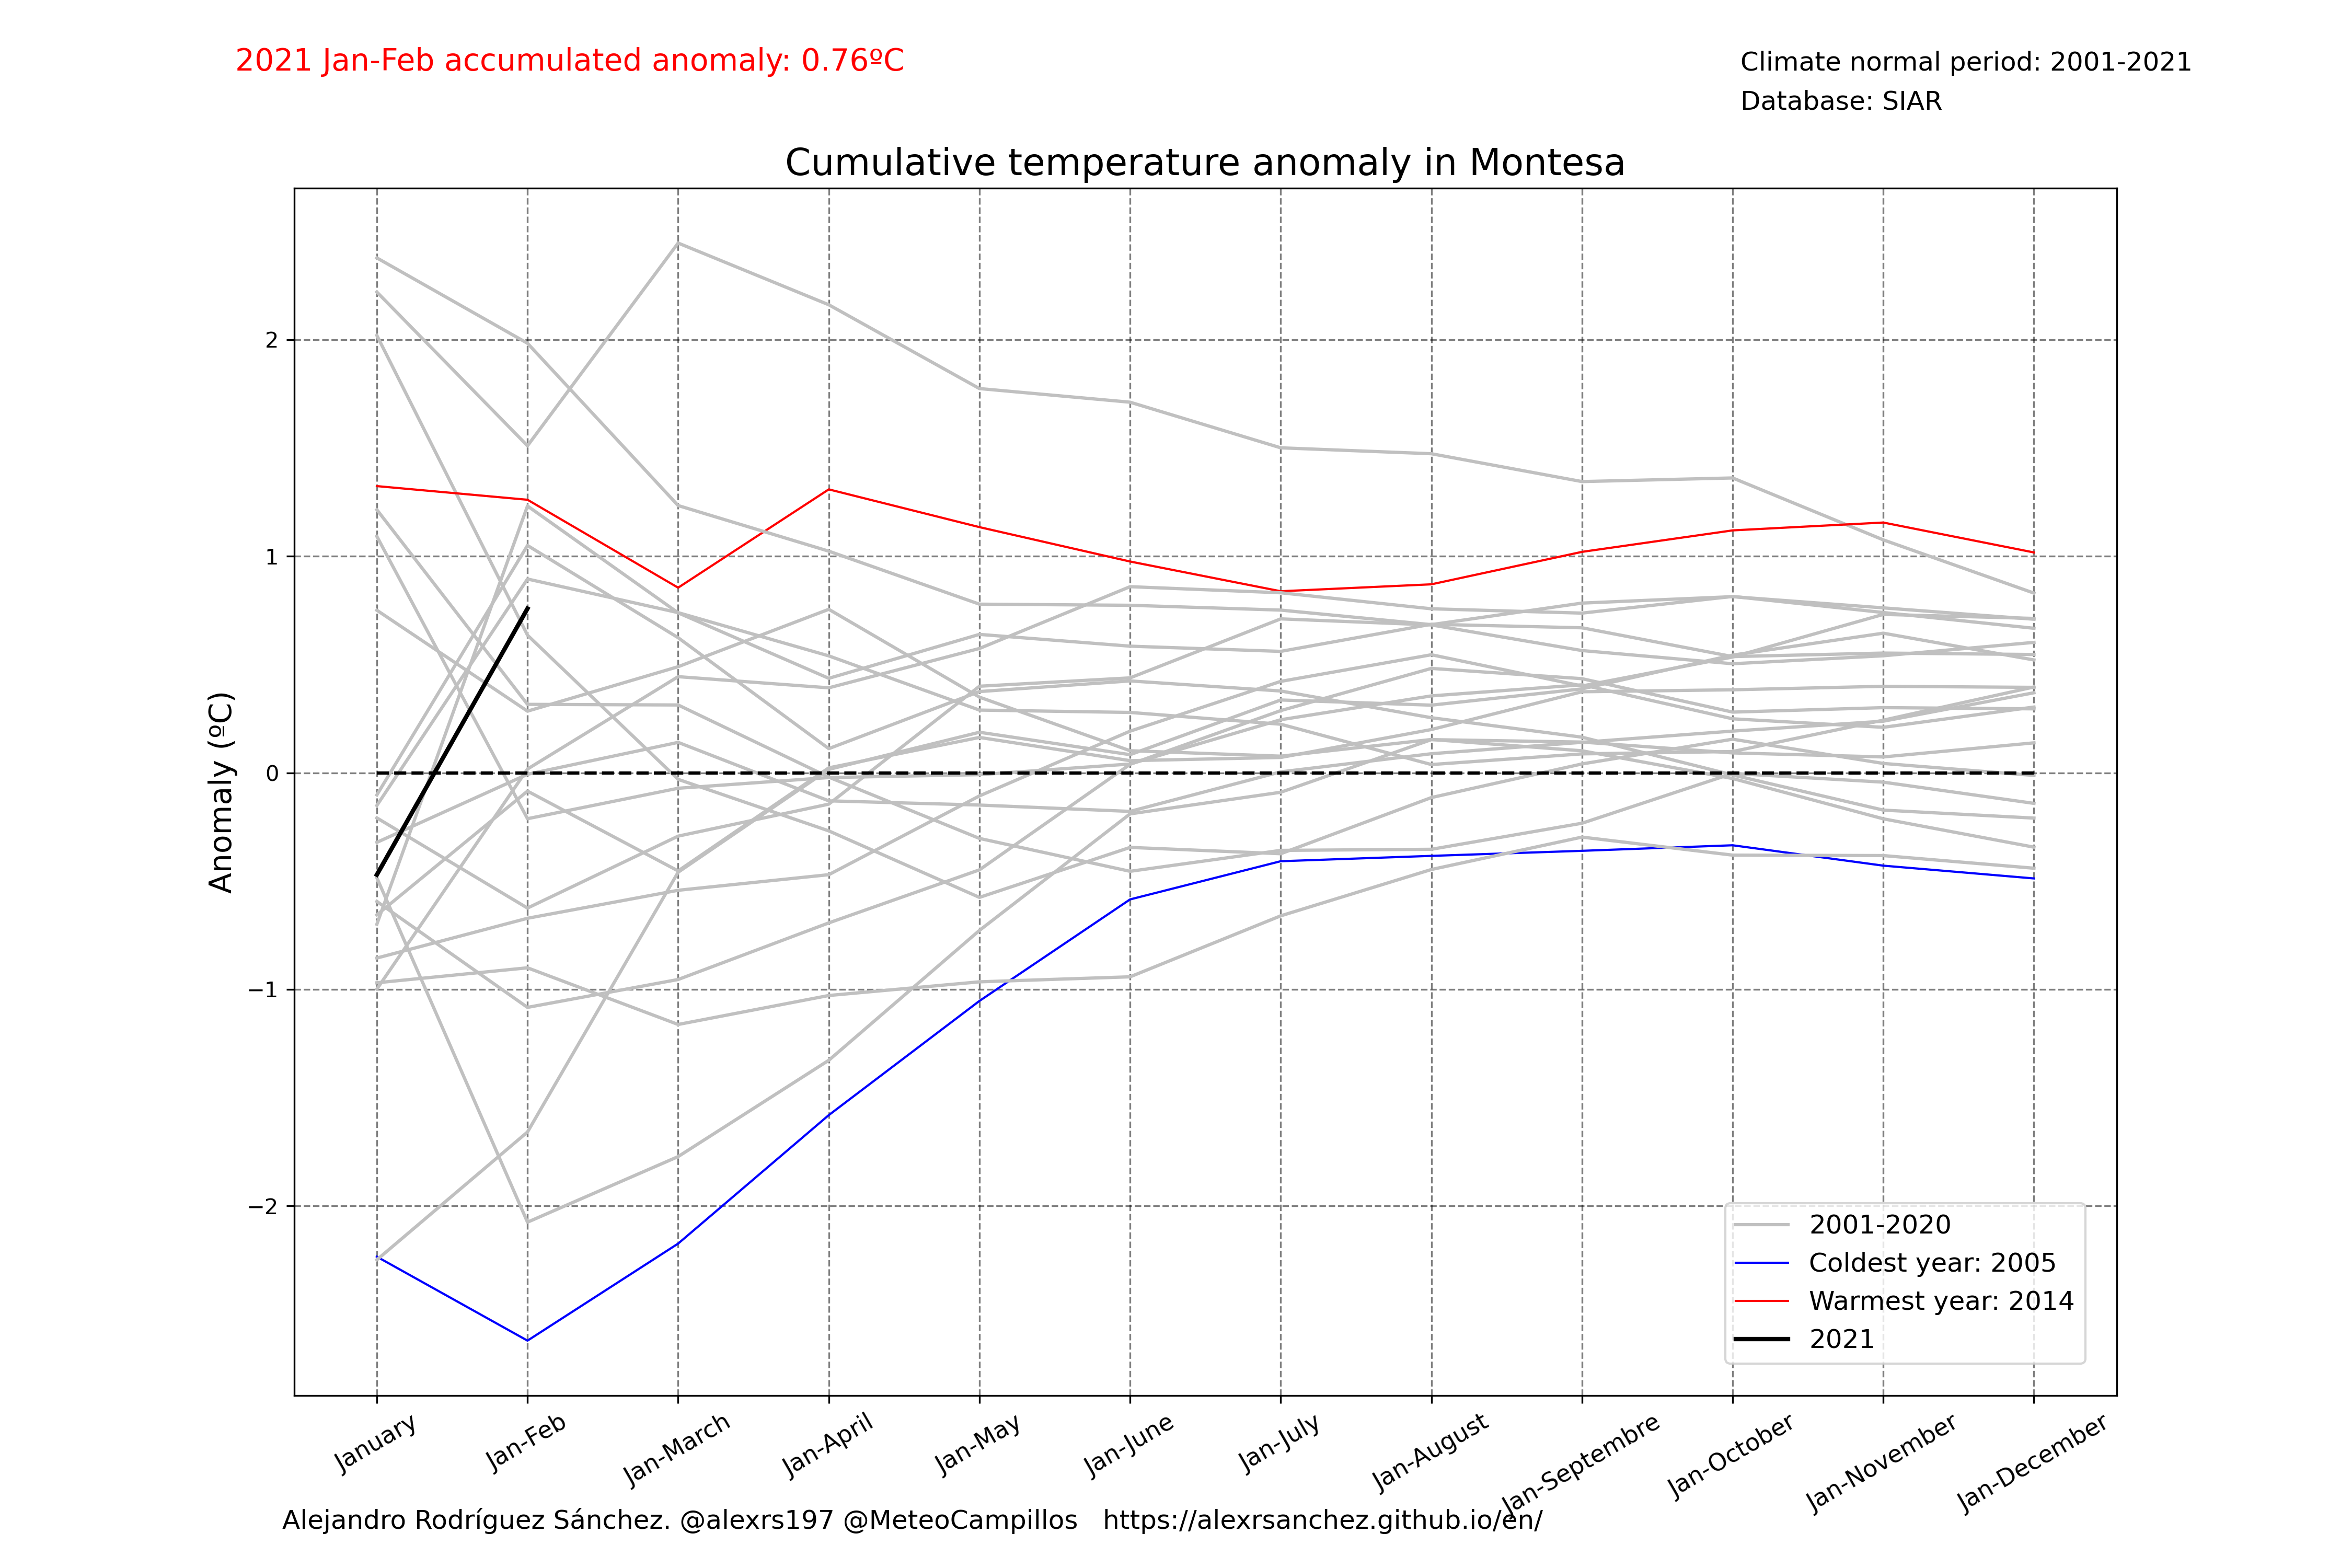 2021 Jan-Feb accumulated anomaly: 0.76ºC
Climate normal period: 2001-2021
Database: SIAR
Cumulative temperature anomaly in Montesa
Anomaly (ºC)
2
1
0
−1
−2
2001-2020
Coldest year: 2005
Warmest year: 2014
2021
January
Jan-Feb
Jan-March
Jan-April
Jan-May
Jan-June
Jan-July
Jan-August
Jan-Septembre
Jan-October
Jan-November
Jan-December
Alejandro Rodríguez Sánchez. @alexrs197 @MeteoCampillos https://alexrsanchez.github.io/en/